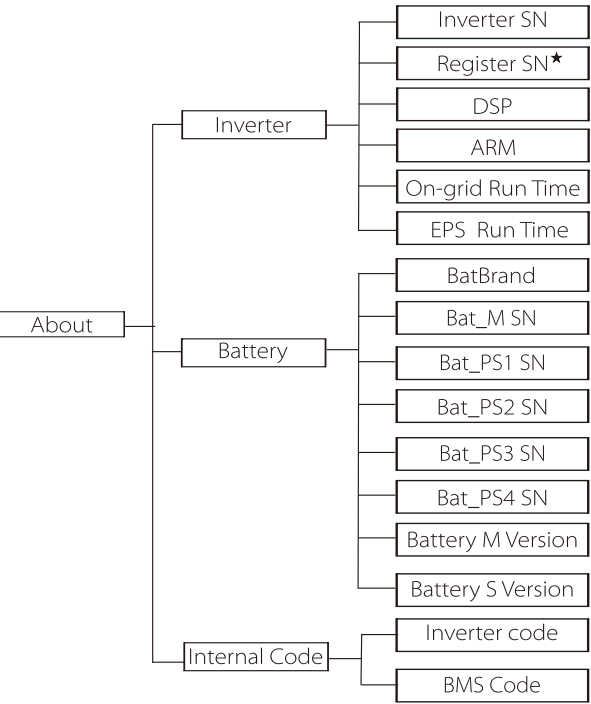 About
Inverter
Inverter SN
Register SN★
DSP
ARM
On-grid Run Time
EPS Run Time
Battery
BatBrand
Bat_M SN
Bat_PS1 SN
Bat_PS2 SN
Bat_PS3 SN
Bat_PS4 SN
Battery M Version
Battery S Version
Internal Code
Inverter code
BMS Code